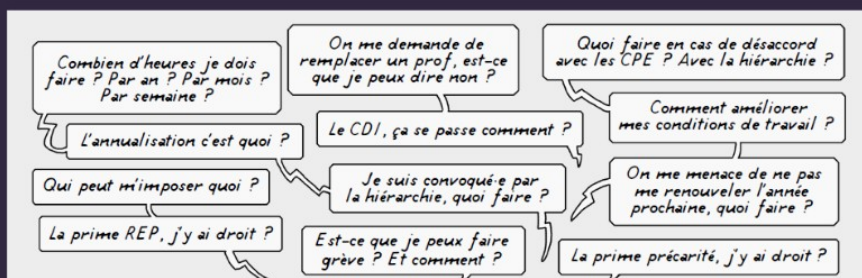 Combien d'heures je dois
faire ? Par an ? Par mois ?
Par semaine ?
On me demande de
remplacer un prof, est-ce
que je peux dire non ?
Quoi faire en cas de désaccord
avec les CPE ? Avec la hiérarchie ?
L'annualisation c'est quoi ?
Le CDI, ça se passe comment ?
Comment améliorer
mes conditions de travail ?
Qui peut m'imposer quoi ?
Je suis convoqué·e par
la hiérarchie, quoi faire ?
On me menace de ne pas
me renouveler l'année
prochaine, quoi faire ?
La prime REP, j'y ai droit ?
Est-ce que je peux faire
grève ? Et comment ?
La prime précarité, j'y ai droit ?